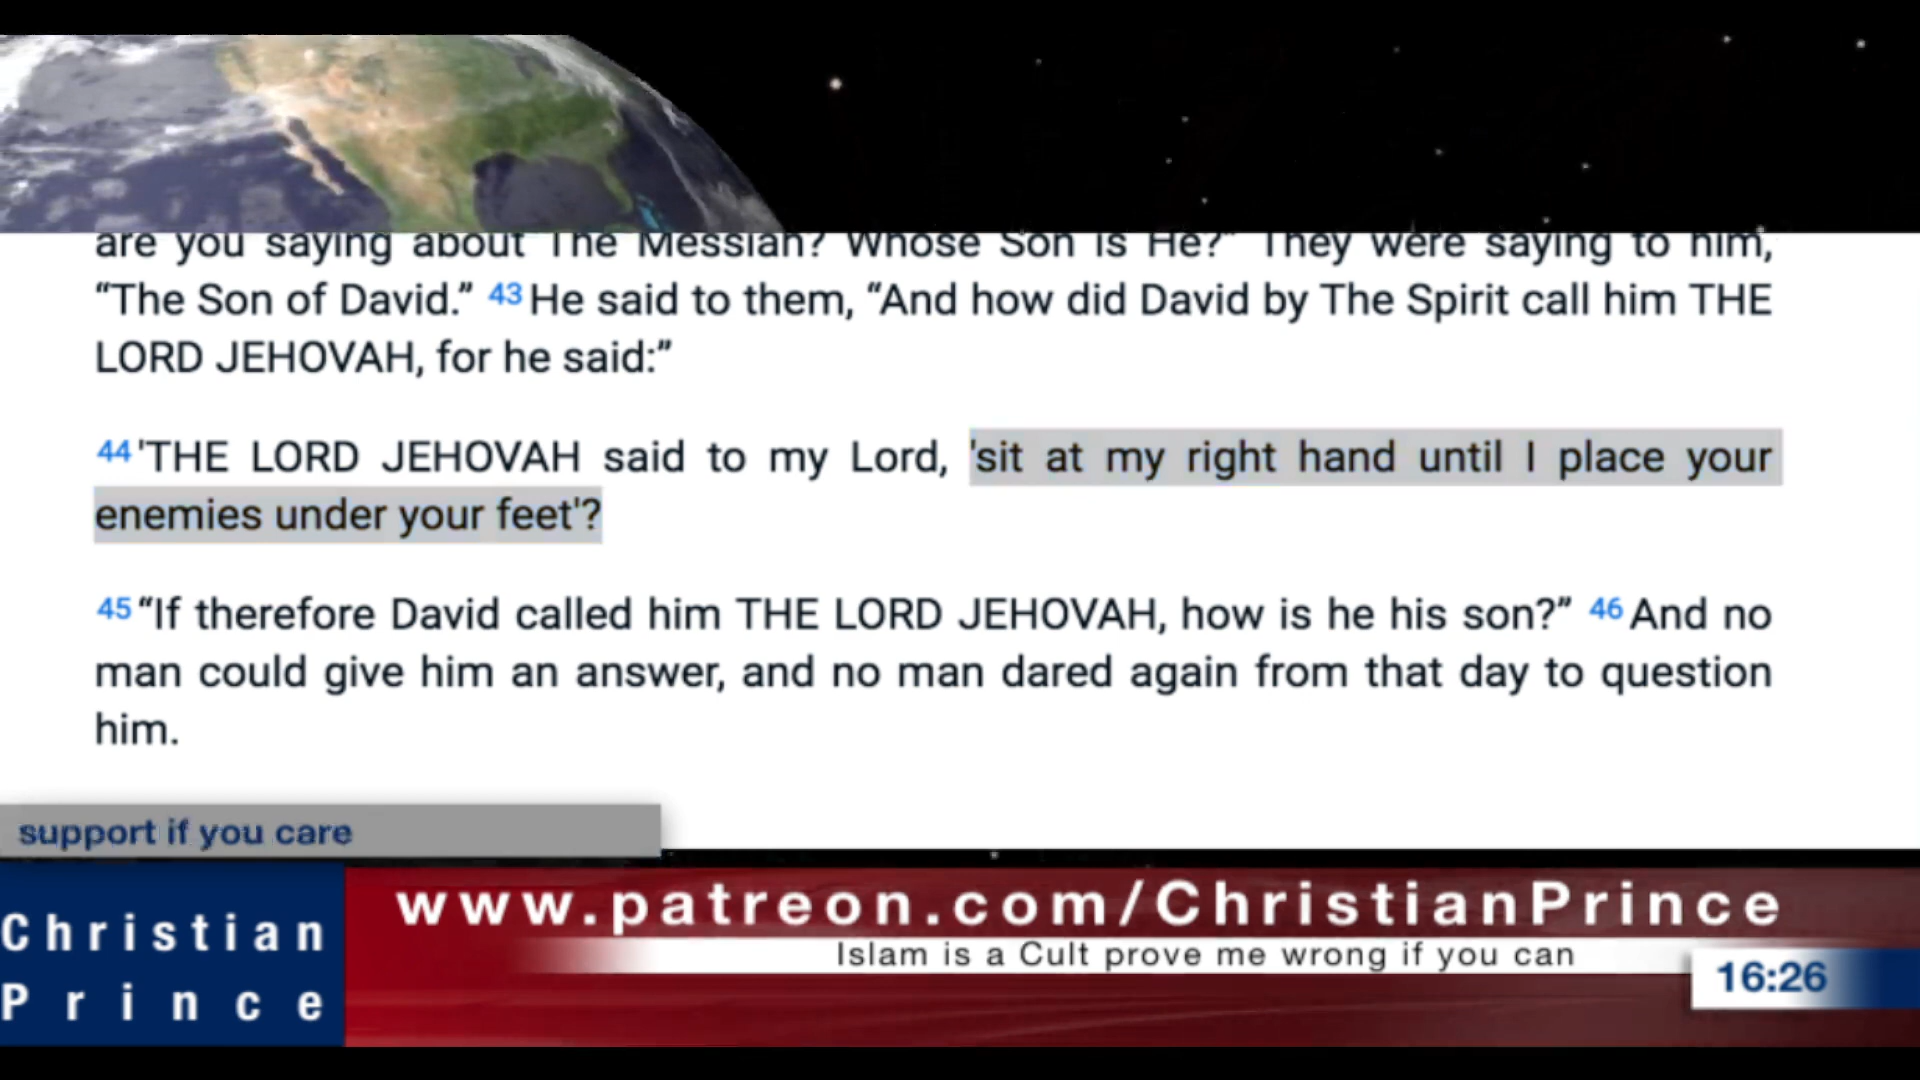 are you saying about The Messiah? Whose Son is He?” They were saying to him,
“The Son of David.” 43 He said to them, “And how did David by The Spirit call him THE
LORD JEHOVAH, for he said:”
44 'THE LORD JEHOVAH said to my Lord, 'sit at my right hand until I place your
enemies under your feet'?
45 “If therefore David called him THE LORD JEHOVAH, how is he his son?” 46 And no
man could give him an answer, and no man dared again from that day to question
him.
support if you care
Christian
Prince
www.patreon.com/ChristianPrince
Islam is a Cult prove me wrong if you can
16:26